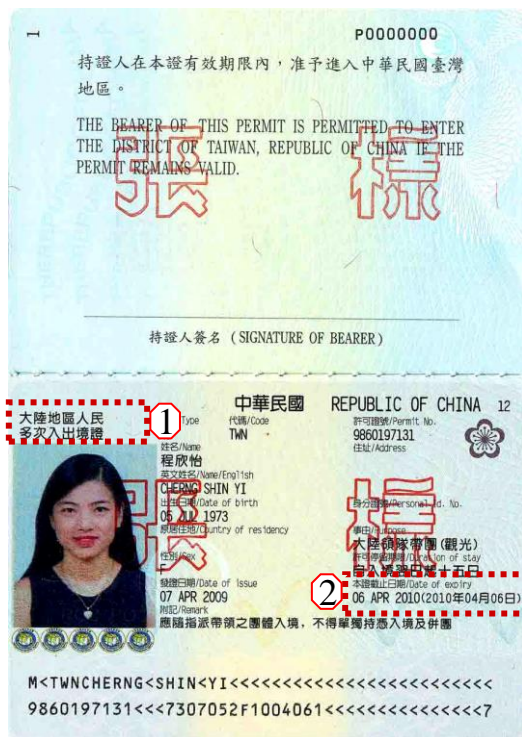 1
P0000000
持證人在本證有效期限內，准予進入中華民國臺灣
地區。
THE BEARER OF THIS PERMIT IS PERMITTED TO ENTER
THE DISTRICT OF TAIWAN, REPUBLIC OF CHINA IF THE
PERMIT REMAINS VALID.
張 樣
持證人簽名 (SIGNATURE OF BEARER)
中華民國 REPUBLIC OF CHINA 12
大陸地區人民
多次入出境證
1
Type 代碼/Code 許可證號/Permit No.
TWN 9860197131
姓名/Name 住址/Address
程欣怡
英文姓名/Name/English
CHERNG SHIN YI
出生日期/Date of birth 身分證號/Personal Id. No.
05 JUL 1973
原居住地/Country of residency 事由/Purpose
大陸領隊帶團(觀光)
性別/Sex 許可停留期間/Duration of stay
F 自入境翌日起十五日
張 樣
發證日期/Date of Issue 2 本證截止日期/Date of expiry
07 APR 2009 06 APR 2010(2010年04月06日)
附記/Remark
應隨指派帶領之團體入境，不得單獨持憑入境及併團
M<TWNCHERNG<SHIN<YI<<<<<<<<<<<<<<<<<<<<<<<<<
9860197131<<<7307052F1004061<<<<<<<<<<<<<<<7